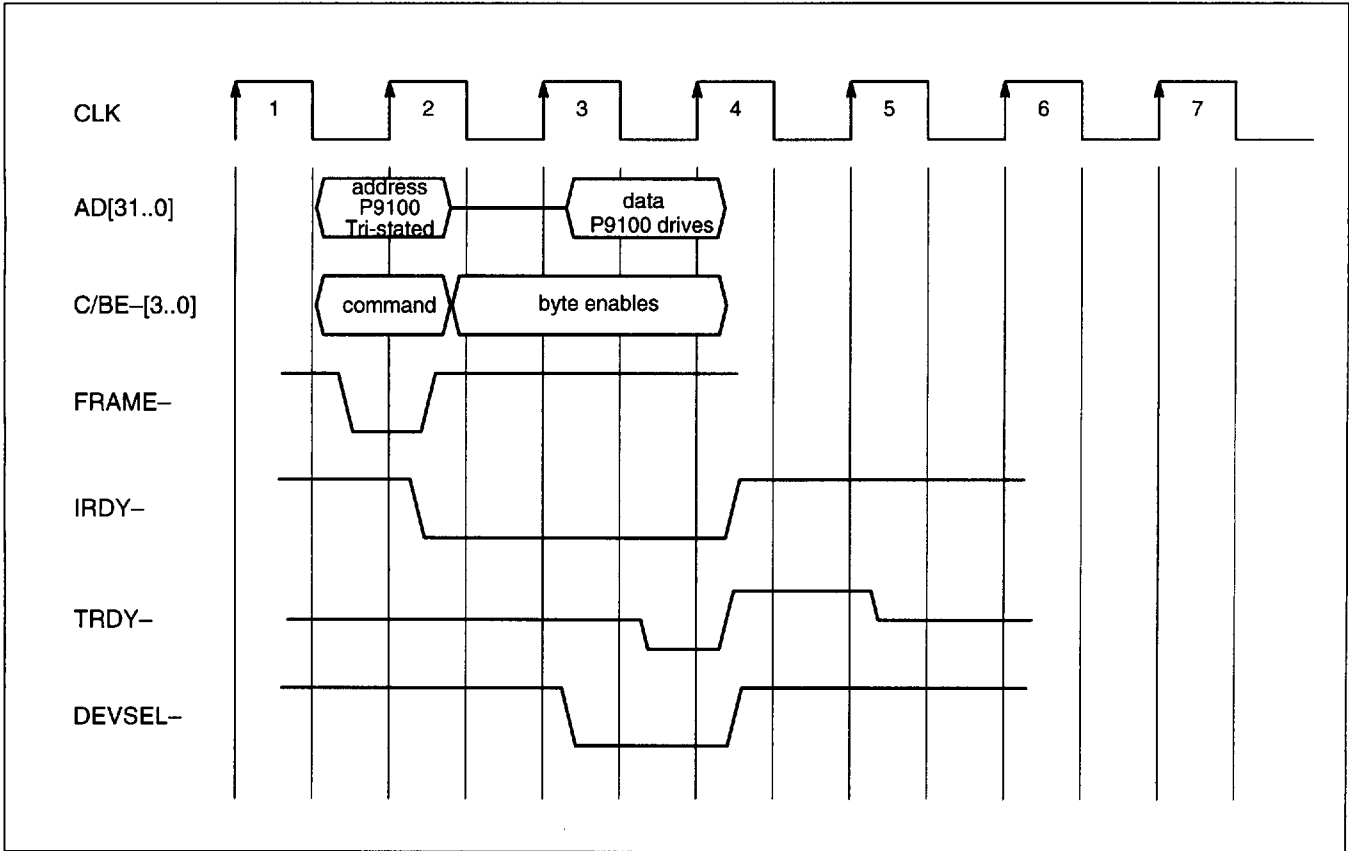 CLK
1 2 3 4 5 6 7
AD[31..0]
address
P9100
Tri-stated
data
P9100 drives
C/BE–[3..0]
command
byte enables
FRAME–
IRDY–
TRDY–
DEVSEL–